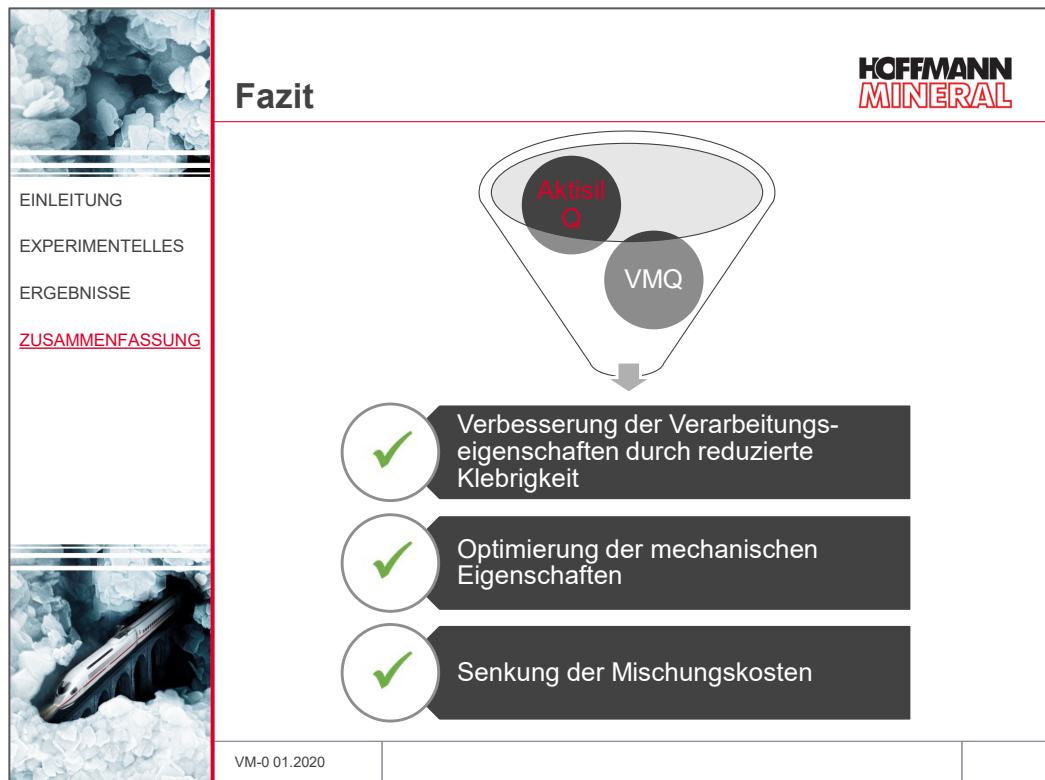 Fazit
HOFFMANN
MINERAL
EINLEITUNG
EXPERIMENTELLES
ERGEBNISSE
ZUSAMMENFASSUNG
Aktisil
Q
VMQ
Verbesserung der Verarbeitungs-
eigenschaften durch reduzierte
Klebrigkeit
Optimierung der mechanischen
Eigenschaften
Senkung der Mischungskosten
VM-0 01.2020